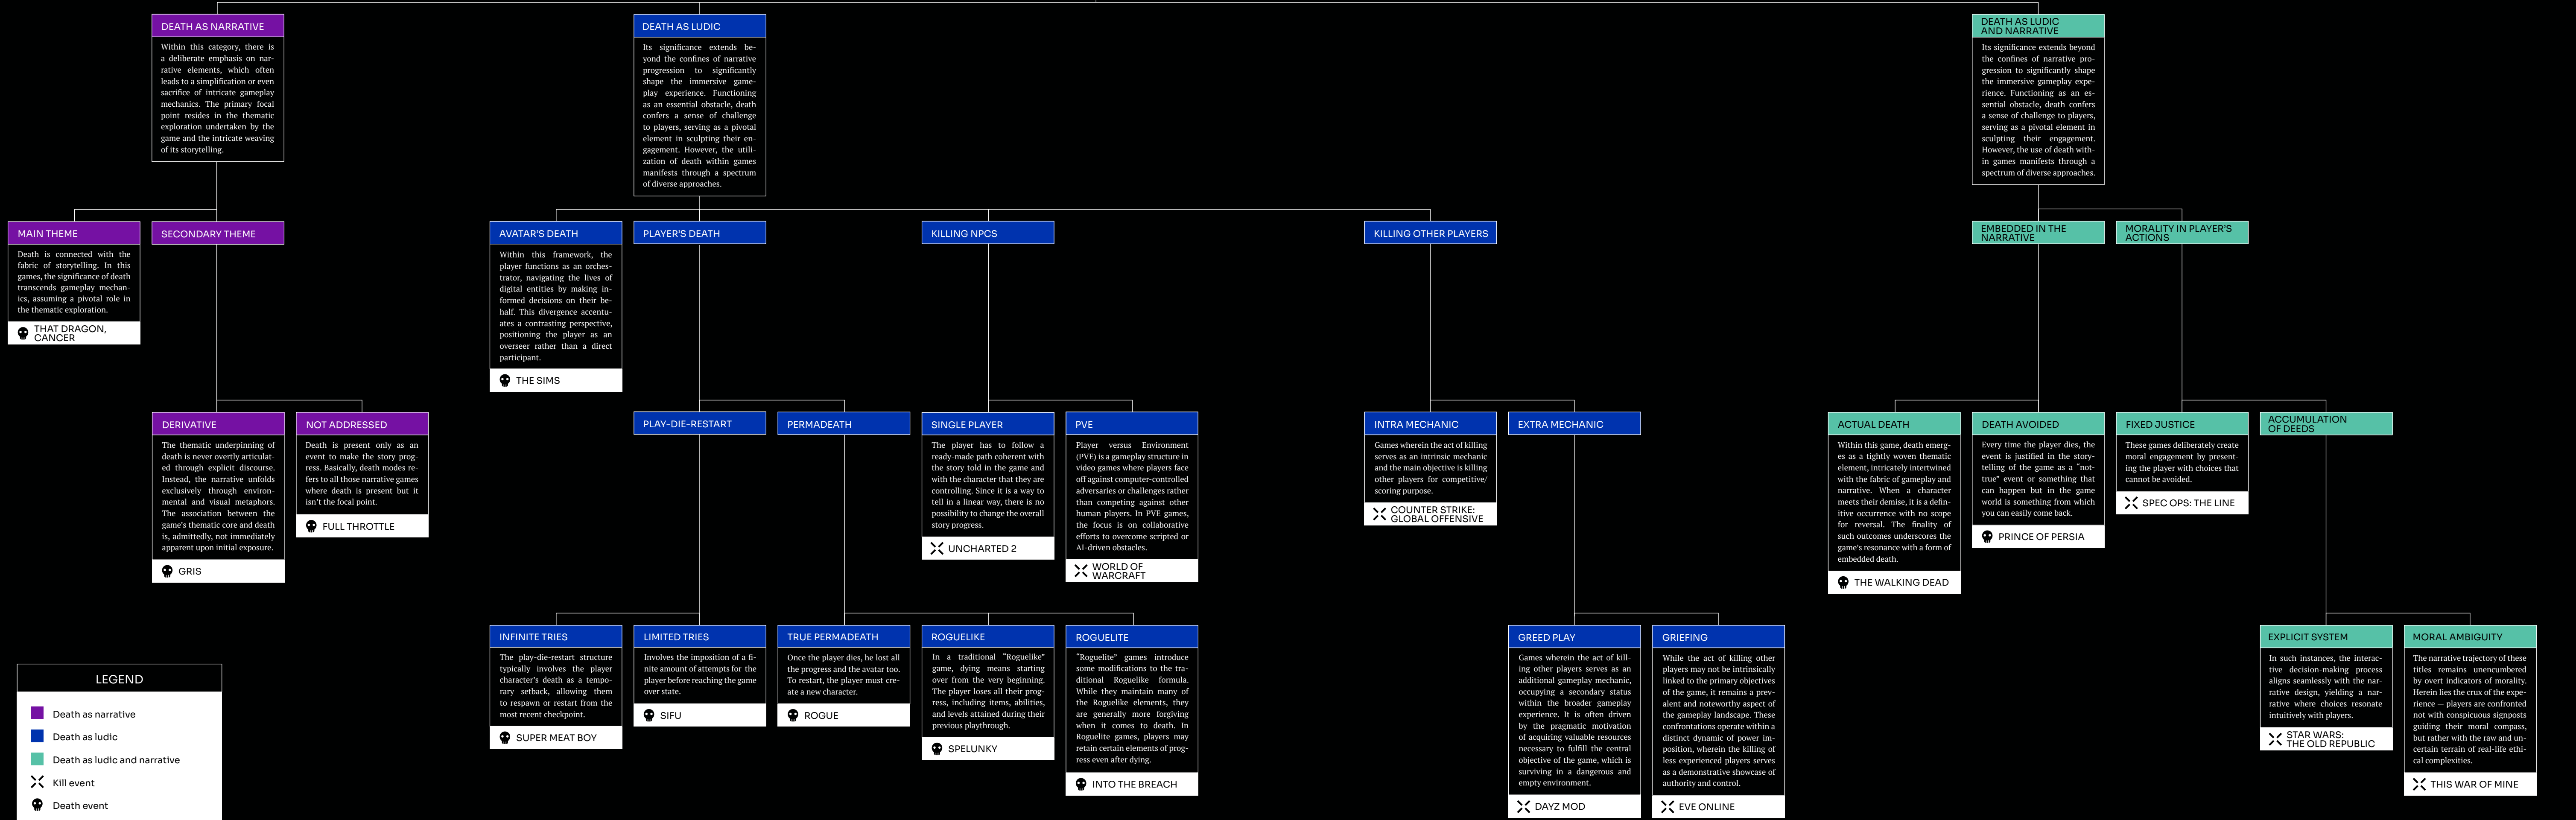 DEATH AS NARRATIVE
Within this category, there is
a deliberate emphasis on nar-
rative elements, which often
leads to a simplification or even
sacrifice of intricate gameplay
mechanics. The primary focal
point resides in the thematic
exploration undertaken by the
game and the intricate weaving
of its storytelling.
DEATH AS LUDIC
Its significance extends be-
yond the confines of narrative
progression to significantly
shape the immersive game-
play experience. Functioning
as an essential obstacle, death
confers a sense of challenge
to players, serving as a pivotal
element in sculpting their en-
gagement. However, the utili-
zation of death within games
manifests through a spectrum
of diverse approaches.
DEATH AS LUDIC
AND NARRATIVE
Its significance extends beyond
the confines of narrative pro-
gression to significantly shape
the immersive gameplay expe-
rience. Functioning as an es-
sential obstacle, death confers
a sense of challenge to players,
serving as a pivotal element in
sculpting their engagement.
However, the use of death with-
in games manifests through a
spectrum of diverse approaches.
MAIN THEME
Death is connected with the
fabric of storytelling. In this
games, the significance of death
transcends gameplay mechan-
ics, assuming a pivotal role in
the thematic exploration.
THAT DRAGON,
CANCER
SECONDARY THEME
AVATAR'S DEATH
Within this framework, the
player functions as an orches-
trator, navigating the lives of
digital entities by making in-
formed decisions on their be-
half. This divergence accentu-
ates a contrasting perspective,
positioning the player as an
overseer rather than a direct
participant.
THE SIMS
PLAYER'S DEATH
KILLING NPCS
KILLING OTHER PLAYERS
EMBEDDED IN THE
NARRATIVE
MORALITY IN PLAYER'S
ACTIONS
DERIVATIVE
The thematic underpinning of
death is never overtly articulat-
ed through explicit discourse.
Instead, the narrative unfolds
exclusively through environ-
mental and visual metaphors.
The association between the
game's thematic core and death
is, admittedly, not immediately
apparent upon initial exposure.
GRIS
NOT ADDRESSED
Death is present only as an
event to make the story prog-
ress. Basically, death modes re-
fers to all those narrative games
where death is present but it
isn't the focal point.
FULL THROTTLE
PLAY-DIE-RESTART
PERMADEATH
SINGLE PLAYER
The player has to follow a
ready-made path coherent with
the story told in the game and
with the character that they are
controlling. Since it is a way to
tell in a linear way, there is no
possibility to change the overall
story progress.
UNCHARTED 2
PVE
Player versus Environment
(PVE) is a gameplay structure in
video games where players face
off against computer-controlled
adversaries or challenges rather
than competing against other
human players. In PVE games,
the focus is on collaborative
efforts to overcome scripted or
AI-driven obstacles.
WORLD OF
WARCRAFT
INTRA MECHANIC
Games wherein the act of killing
serves as an intrinsic mechanic
and the main objective is killing
other players for competitive/
scoring purpose.
COUNTER STRIKE:
GLOBAL OFFENSIVE
EXTRA MECHANIC
ACTUAL DEATH
Within this game, death emerg-
es as a tightly woven thematic
element, intricately intertwined
with the fabric of gameplay and
narrative. When a character
meets their demise, it is a defin-
itive occurrence with no scope
for reversal. The finality of
such outcomes underscores the
game's resonance with a form of
embedded death.
THE WALKING DEAD
DEATH AVOIDED
Every time the player dies, the
event is justified in the story-
telling of the game as a "not-
true" event or something that
can happen but in the game
world is something from which
you can easily come back.
PRINCE OF PERSIA
FIXED JUSTICE
These games deliberately create
moral engagement by present-
ing the player with choices that
cannot be avoided.
SPEC OPS: THE LINE
ACCUMULATION
OF DEEDS
INFINITE TRIES
The play-die-restart structure
typically involves the player
character's death as a tempo-
rary setback, allowing them
to respawn or restart from the
most recent checkpoint.
SUPER MEAT BOY
LIMITED TRIES
Involves the imposition of a fi-
nite amount of attempts for the
player before reaching the game
over state.
SIFU
TRUE PERMADEATH
Once the player dies, he lost all
the progress and the avatar too.
To restart, the player must cre-
ate a new character.
ROGUE
ROGUELIKE
In a traditional "Roguelike"
game, dying means starting
over from the very beginning.
The player loses all their prog-
ress, including items, abilities,
and levels attained during their
previous playthrough.
SPELUNKY
ROGUELITE
"Roguelite" games introduce
some modifications to the tra-
ditional Roguelike formula.
While they maintain many of
the Roguelike elements, they
are generally more forgiving
when it comes to death. In
Roguelite games, players may
retain certain elements of prog-
ress even after dying.
INTO THE BREACH
GREED PLAY
Games wherein the act of kill-
ing other players serves as an
additional gameplay mechanic,
occupying a secondary status
within the broader gameplay
experience. It is often driven
by the pragmatic motivation
of acquiring valuable resources
necessary to fulfill the central
objective of the game, which is
surviving in a dangerous and
empty environment.
DAYZ MOD
GRIEFING
While the act of killing other
players may not be intrinsically
linked to the primary objectives
of the game, it remains a prev-
alent and noteworthy aspect of
the gameplay landscape. These
confrontations operate within a
distinct dynamic of power im-
position, wherein the killing of
less experienced players serves
as a demonstrative showcase of
authority and control.
EVE ONLINE
EXPLICIT SYSTEM
In such instances, the interac-
tive decision-making process
aligns seamlessly with the nar-
rative design, yielding a nar-
rative where choices resonate
intuitively with players.
STAR WARS:
THE OLD REPUBLIC
MORAL AMBIGUITY
The narrative trajectory of these
titles remains unencumbered
by overt indicators of morality.
Herein lies the crux of the expe-
rience — players are confronted
not with conspicuous signposts
guiding their moral compass,
but rather with the raw and un-
certain terrain of real-life ethi-
cal complexities.
THIS WAR OF MINE
LEGEND
Death as narrative
Death as ludic
Death as ludic and narrative
Kill event
Death event